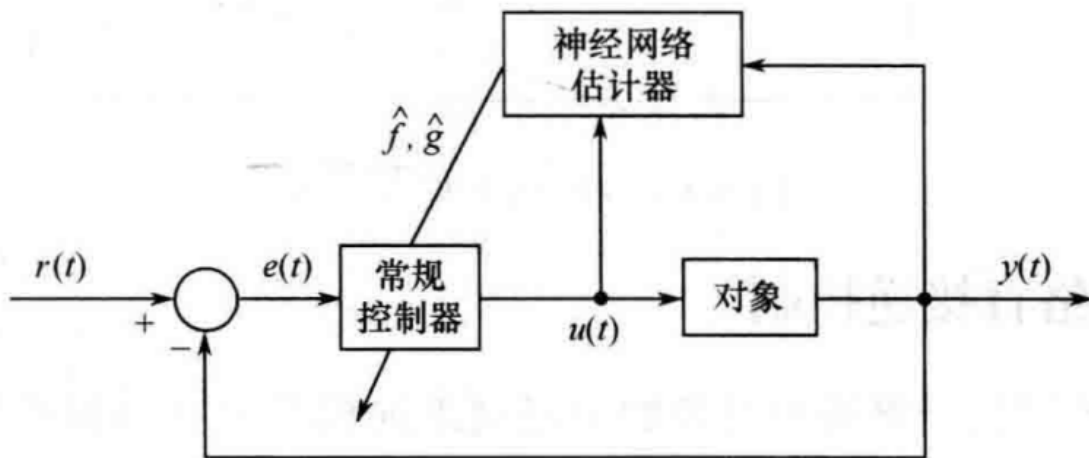 神经网络
估计器
f̂, ĝ
r(t)
+
−
e(t)
常规
控制器
u(t)
对象
y(t)